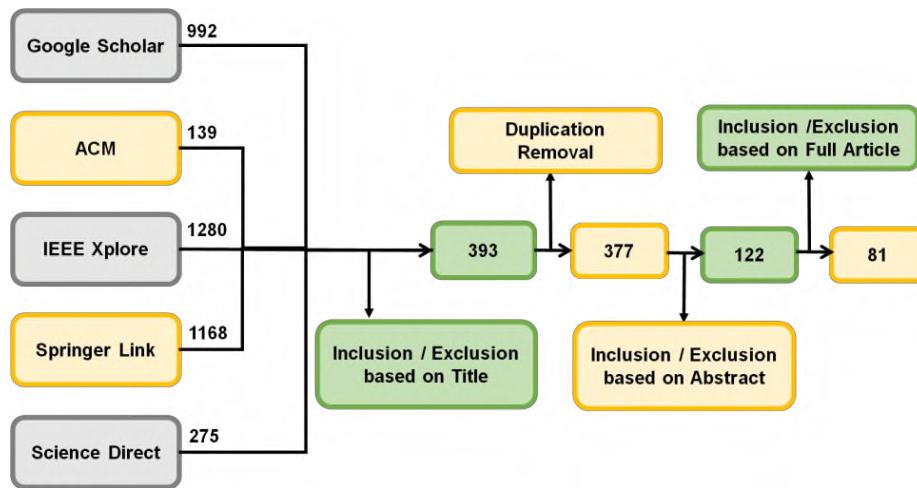 Google Scholar
992
ACM
139
IEEE Xplore
1280
Springer Link
1168
Science Direct
275
Inclusion / Exclusion
based on Title
393
Duplication
Removal
377
Inclusion / Exclusion
based on Abstract
122
Inclusion /Exclusion
based on Full Article
81